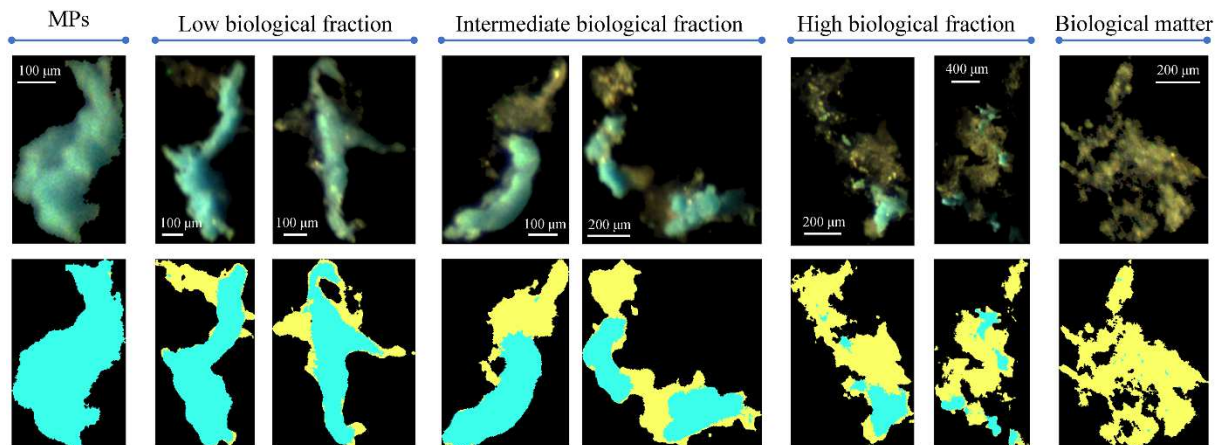 MPs
Low biological fraction
Intermediate biological fraction
High biological fraction
Biological matter
100 μm
100 μm
100 μm
100 μm
200 μm
200 μm
400 μm
200 μm